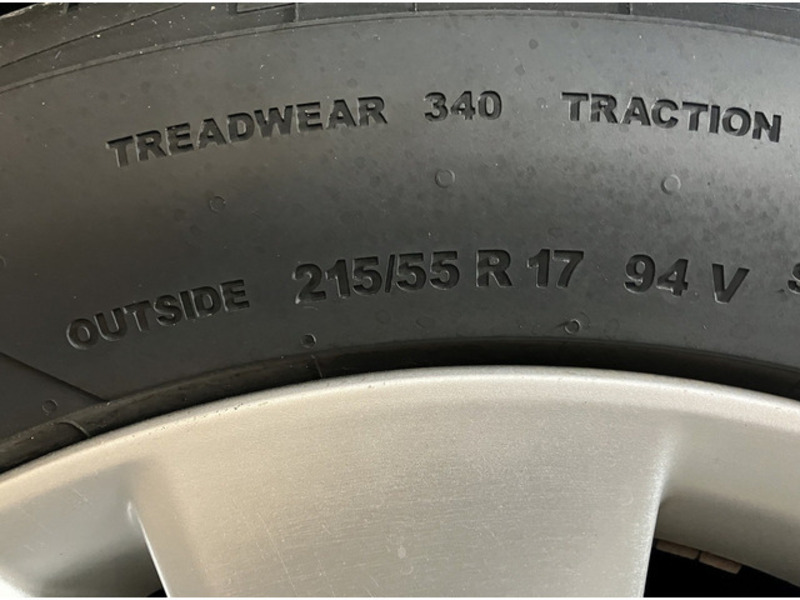 TREADWEAR 340 TRACTION
OUTSIDE 215/55 R 17 94 V